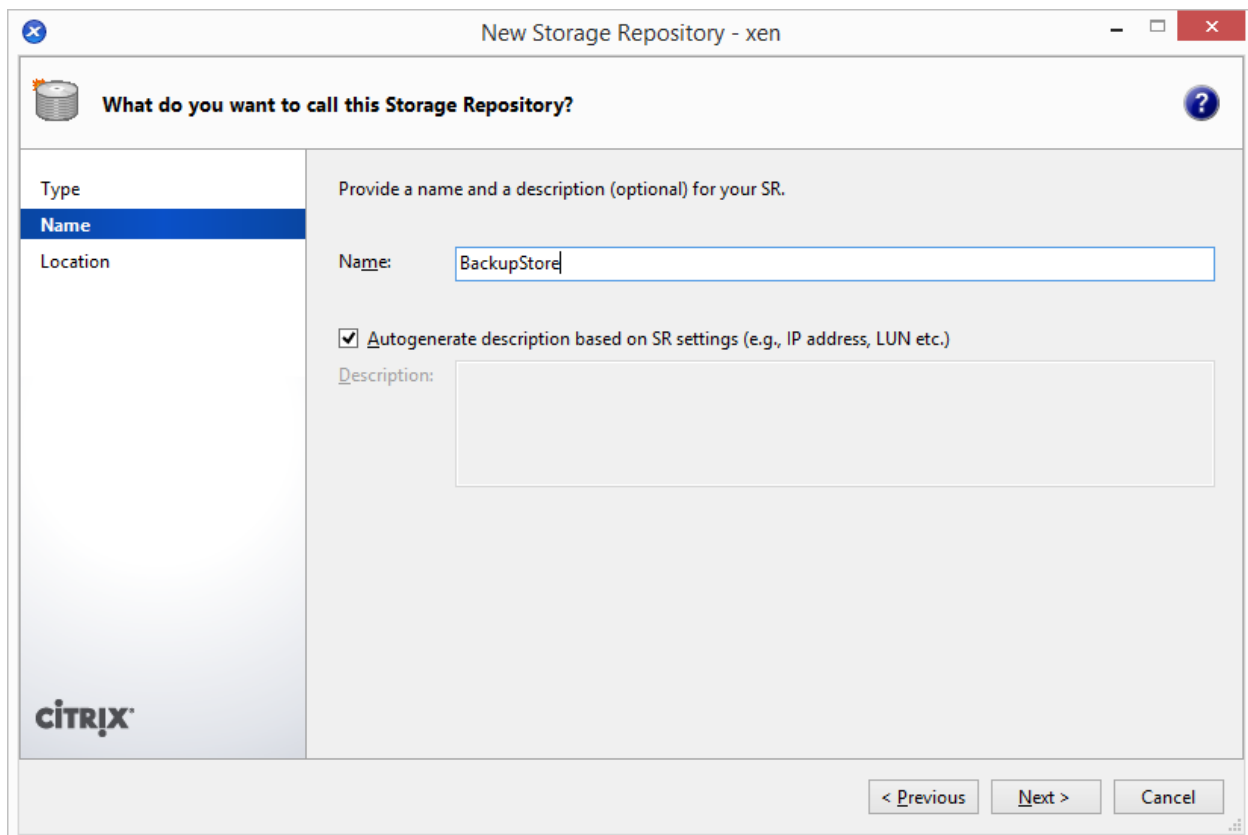 New Storage Repository - xen
What do you want to call this Storage Repository?
?
Type
Name
Location
Provide a name and a description (optional) for your SR.
Name: BackupStore
Autogenerate description based on SR settings (e.g., IP address, LUN etc.)
Description:
CITRIX
< Previous Next > Cancel